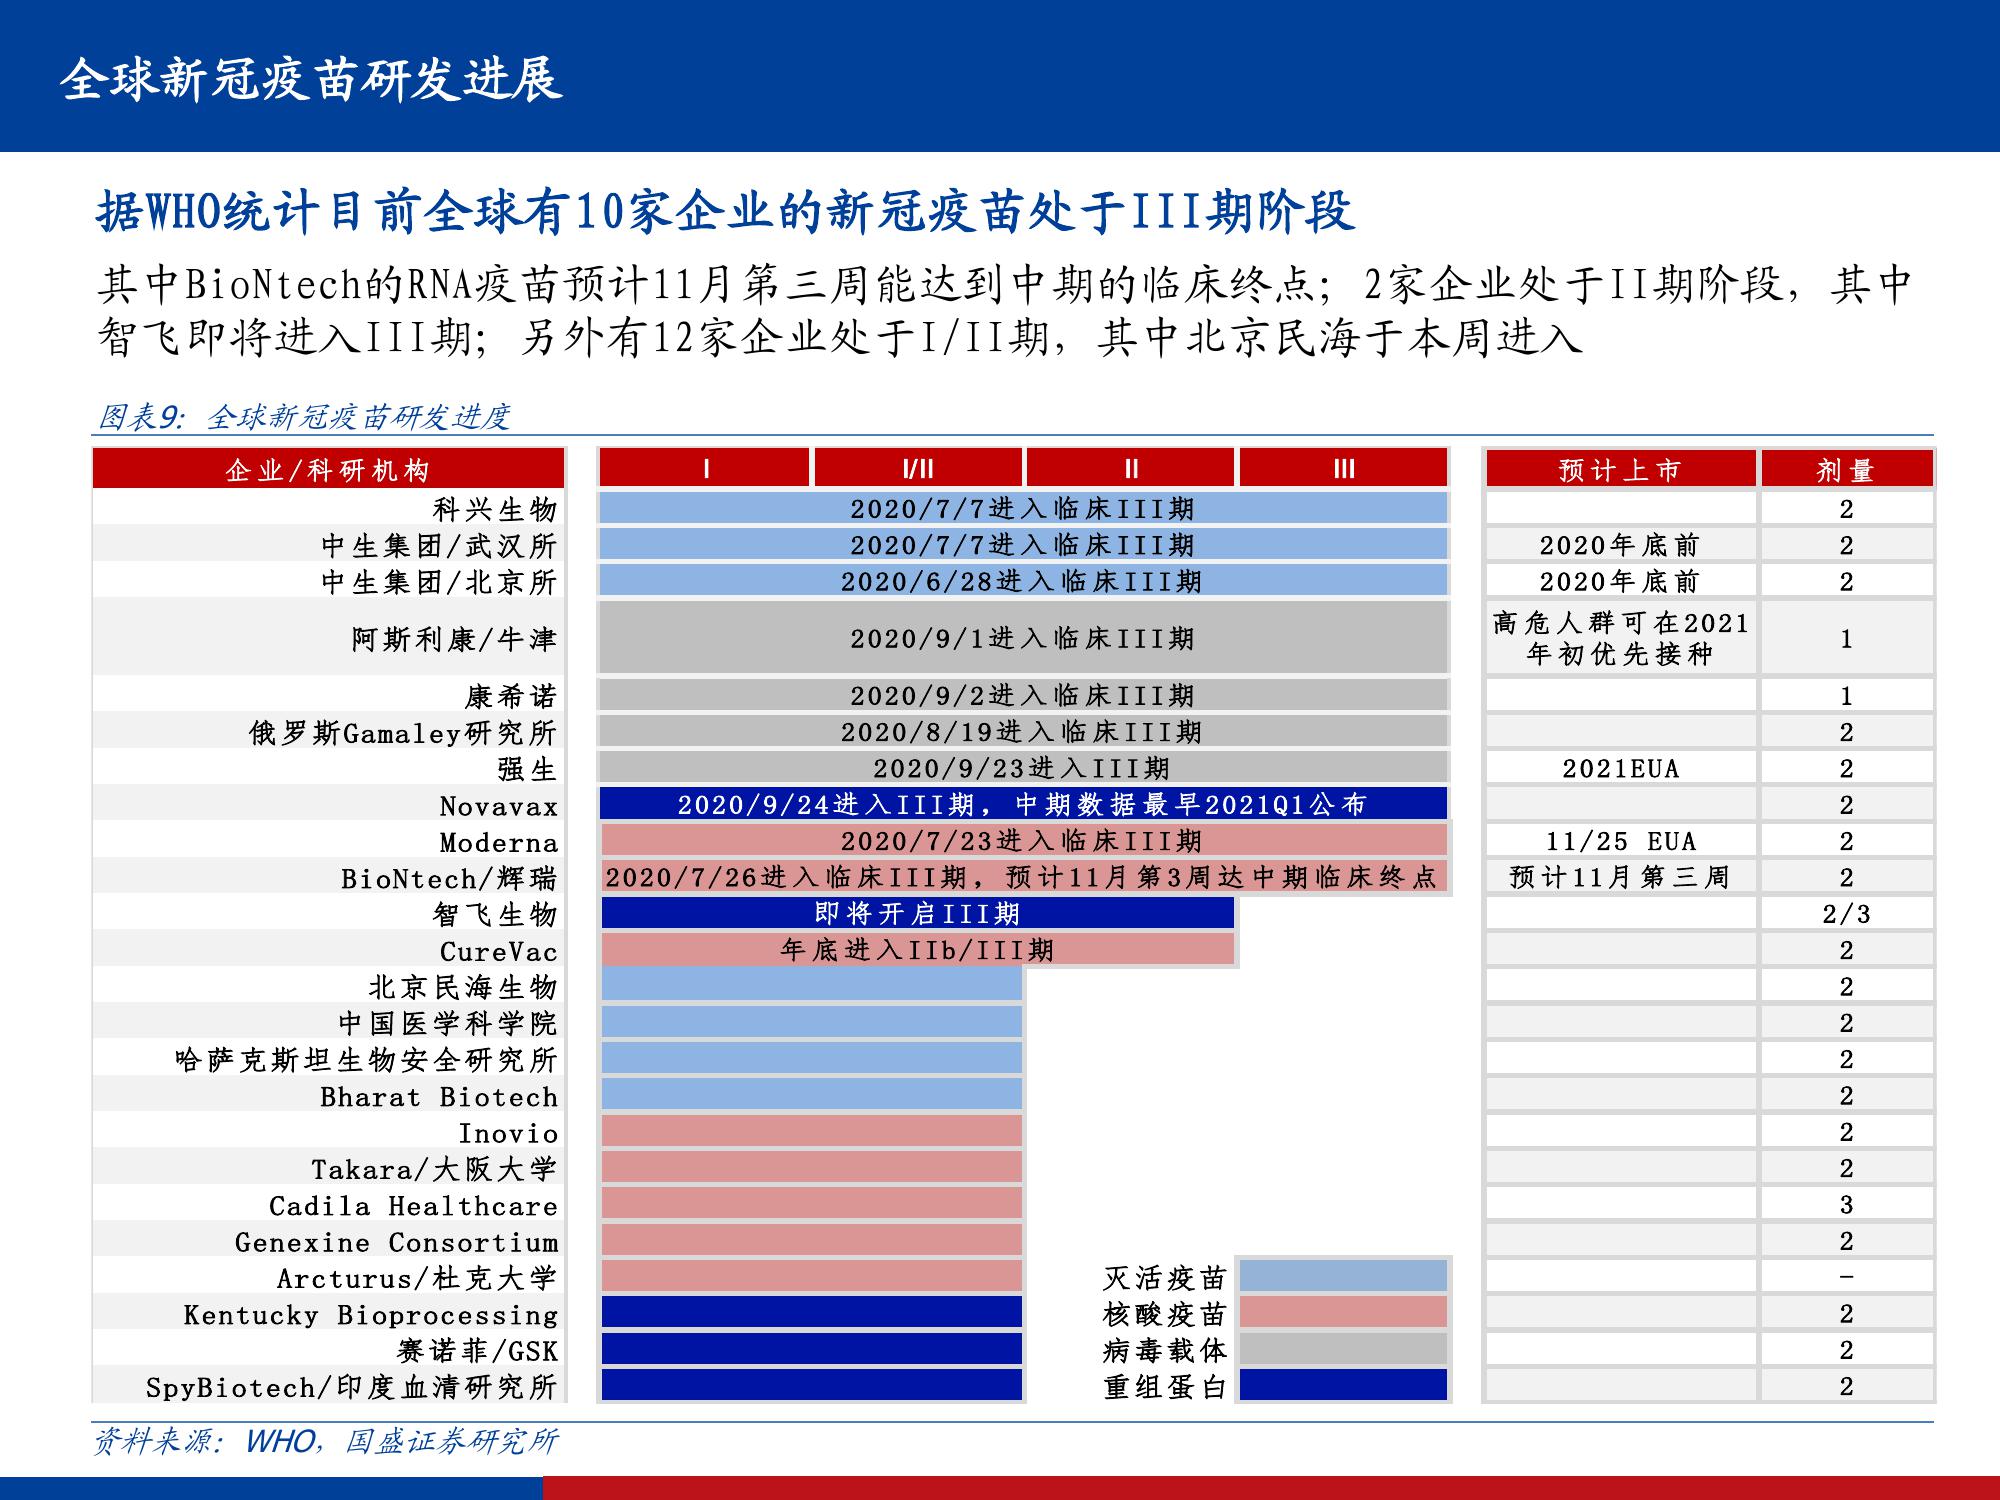 全球新冠疫苗研发进展
据WHO统计目前全球有10家企业的新冠疫苗处于III期阶段
其中BioNtech的RNA疫苗预计11月第三周能达到中期的临床终点；2家企业处于II期阶段，其中
智飞即将进入III期；另外有12家企业处于I/II期，其中北京民海于本周进入
图表9：全球新冠疫苗研发进度
企业/科研机构 I I/II II III 预计上市 剂量
科兴生物 2020/7/7进入临床III期 2
中生集团/武汉所 2020/7/7进入临床III期 2020年底前 2
中生集团/北京所 2020/6/28进入临床III期 2020年底前 2
阿斯利康/牛津 2020/9/1进入临床III期 高危人群可在2021
年初优先接种 1
康希诺 2020/9/2进入临床III期 1
俄罗斯Gamaley研究所 2020/8/19进入临床III期 2
强生 2020/9/23进入III期 2021EUA 2
Novavax 2020/9/24进入III期，中期数据最早2021Q1公布 2
Moderna 2020/7/23进入临床III期 11/25 EUA 2
BioNtech/辉瑞 2020/7/26进入临床III期，预计11月第3周达中期临床终点 预计11月第三周 2
智飞生物 即将开启III期 2/3
CureVac 年底进入IIb/III期 2
北京民海生物 2
中国医学科学院 2
哈萨克斯坦生物安全研究所 2
Bharat Biotech 2
Inovio 2
Takara/大阪大学 2
Cadila Healthcare 3
Genexine Consortium 2
Arcturus/杜克大学 灭活疫苗 –
Kentucky Bioprocessing 核酸疫苗 2
赛诺菲/GSK 病毒载体 2
SpyBiotech/印度血清研究所 重组蛋白 2
资料来源：WHO，国盛证券研究所